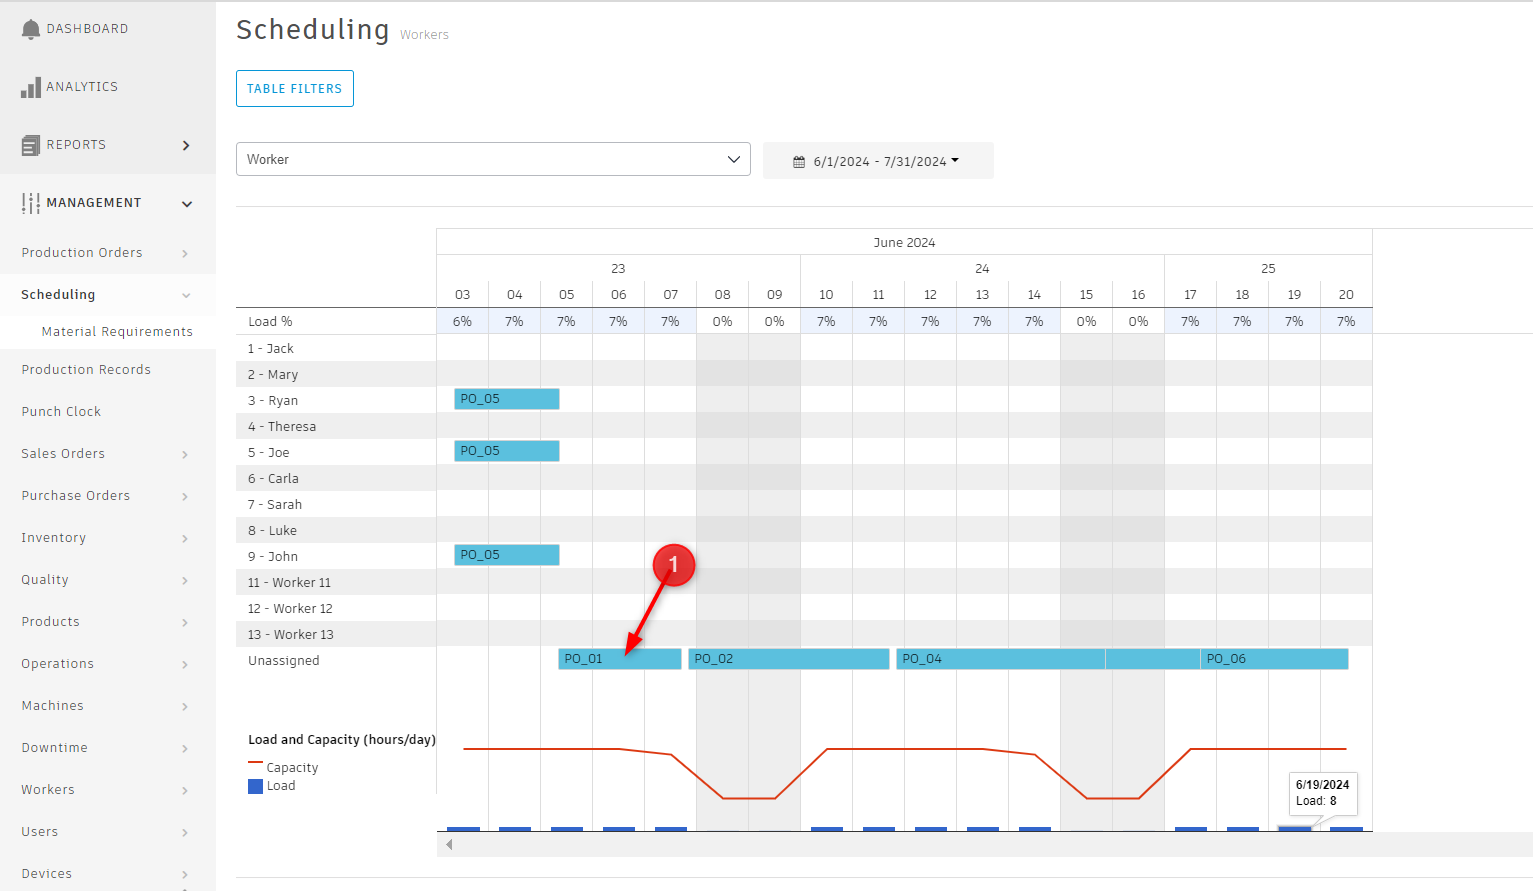 DASHBOARD
ANALYTICS
REPORTS
MANAGEMENT
Production Orders
Scheduling
Material Requirements
Production Records
Punch Clock
Sales Orders
Purchase Orders
Inventory
Quality
Products
Operations
Machines
Downtime
Workers
Users
Devices
Scheduling Workers
TABLE FILTERS
Worker
6/1/2024 - 7/31/2024
June 2024
23 24 25
03 04 05 06 07 08 09 10 11 12 13 14 15 16 17 18 19 20
Load % 6% 7% 7% 7% 7% 0% 0% 7% 7% 7% 7% 7% 0% 0% 7% 7% 7% 7%
1 - Jack
2 - Mary
3 - Ryan PO_05
4 - Theresa
5 - Joe PO_05
6 - Carla
7 - Sarah
8 - Luke
9 - John PO_05
1
11 - Worker 11
12 - Worker 12
13 - Worker 13
Unassigned PO_01 PO_02 PO_04 PO_06
Load and Capacity (hours/day)
Capacity
Load
6/19/2024
Load: 8